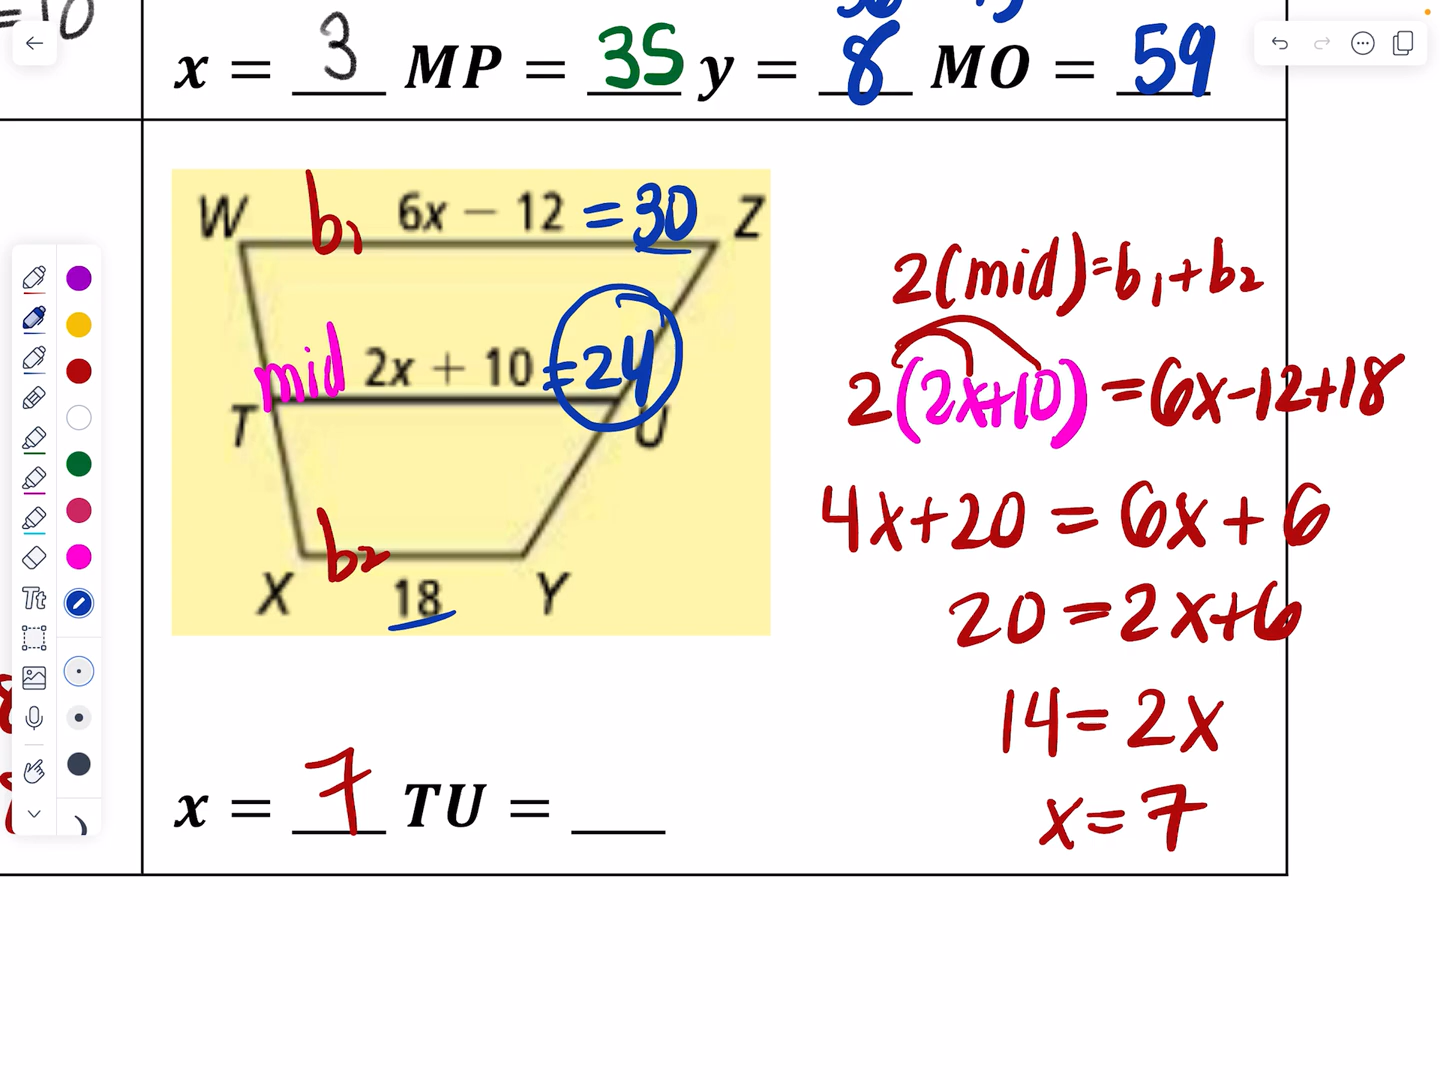 =10
x = 3 MP = 35 y = 8 MO = 59
W b₁ 6x − 12 = 30 Z
mid 2x + 10 = 24
T U
b₂
X 18 Y
2(mid)=b₁+b₂
2(2x+10)=6x-12+18
4x+20 = 6x+6
20 = 2x+6
14 = 2x
x = 7
x = 7 TU = ___
Tt